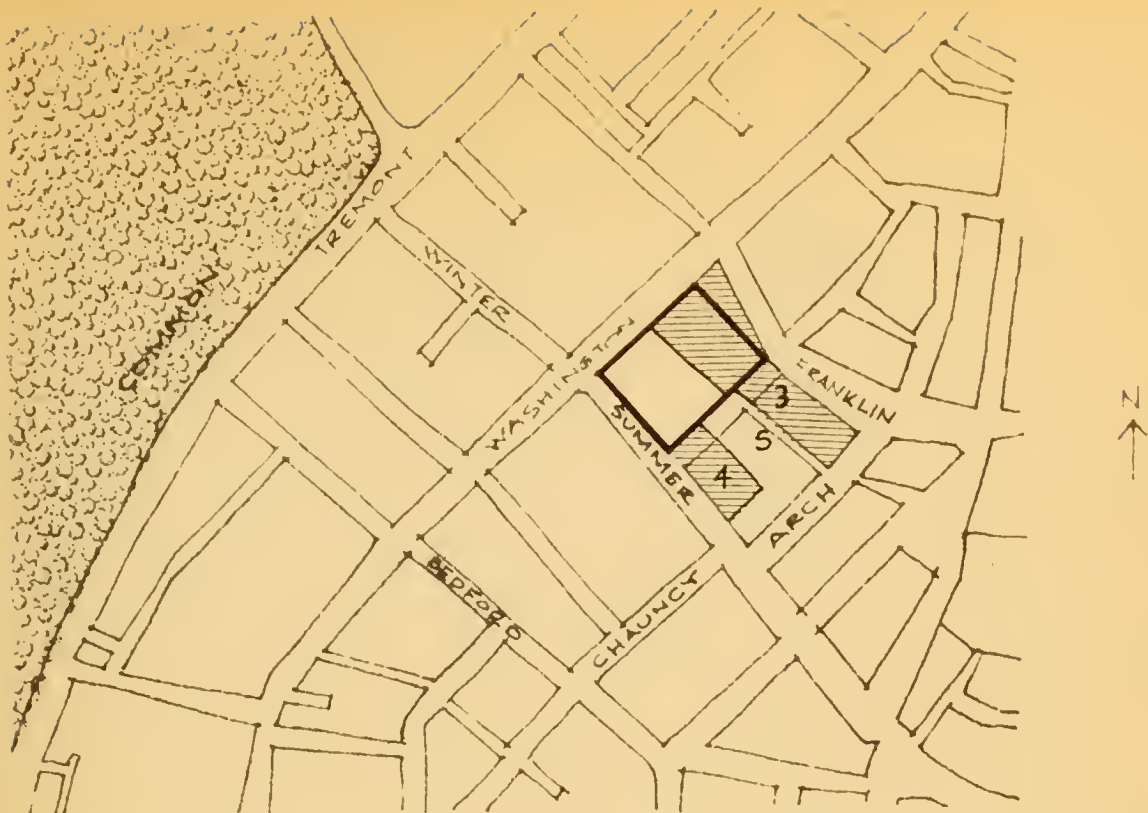 N
TREMONT
COMMON
WINTER
WASHINGTON
FRANKLIN
3
SUMMER
5
4
ARCH
BEDFORD
CHAUNCY